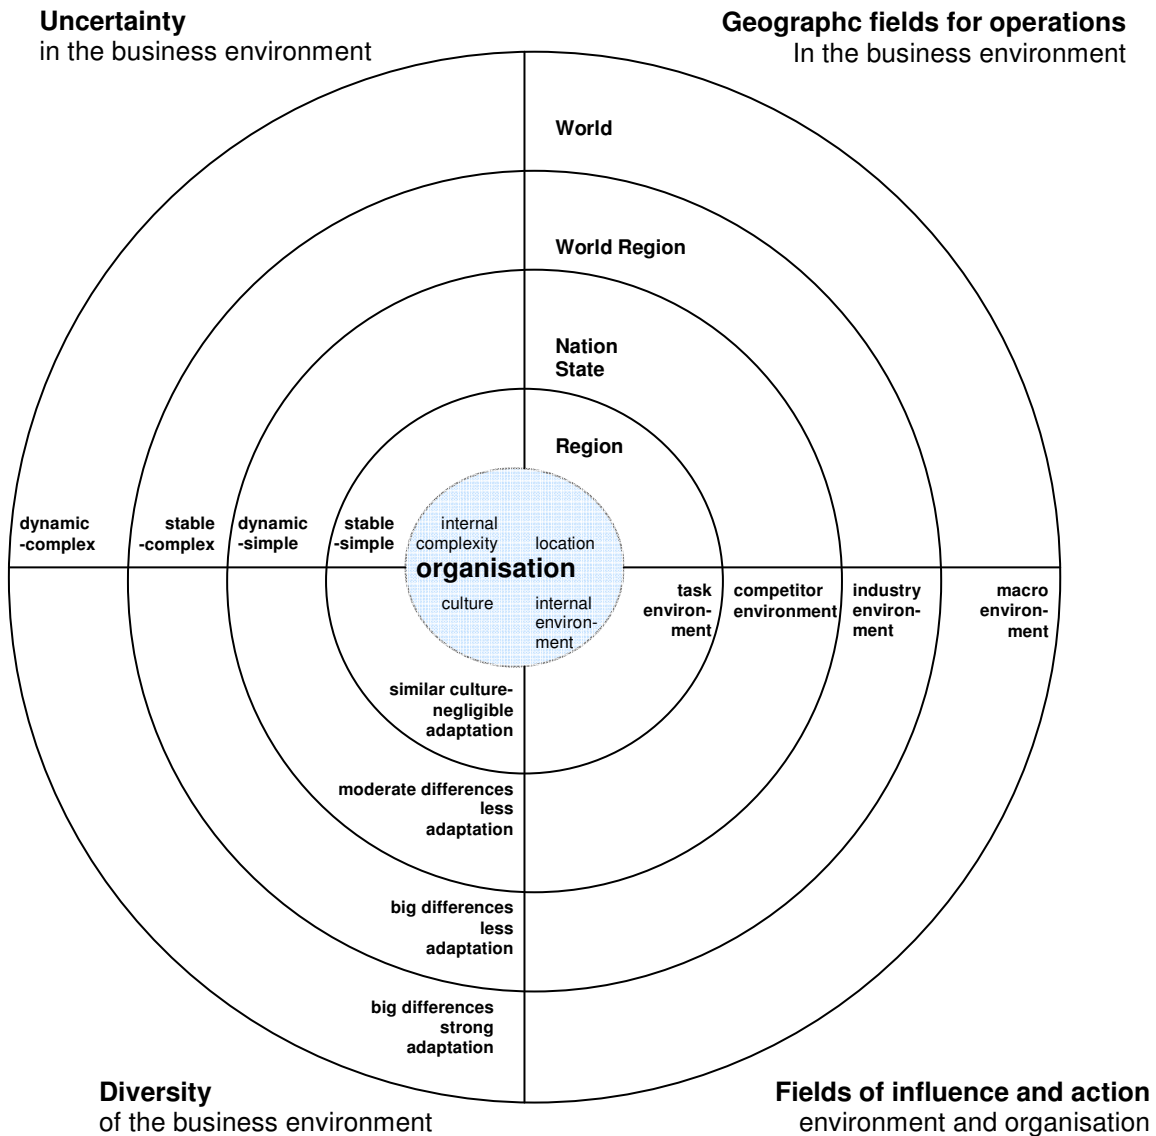 Uncertainty
in the business environment
Geographc fields for operations
In the business environment
World
World Region
Nation
State
Region
dynamic
-complex
stable
-complex
dynamic
-simple
stable
-simple
internal
complexity
location
organisation
culture
internal
environ-
ment
task
environ-
ment
competitor
environment
industry
environ-
ment
macro
environ-
ment
similar culture-
negligible
adaptation
moderate differences
less
adaptation
big differences
less
adaptation
big differences
strong
adaptation
Diversity
of the business environment
Fields of influence and action
environment and organisation